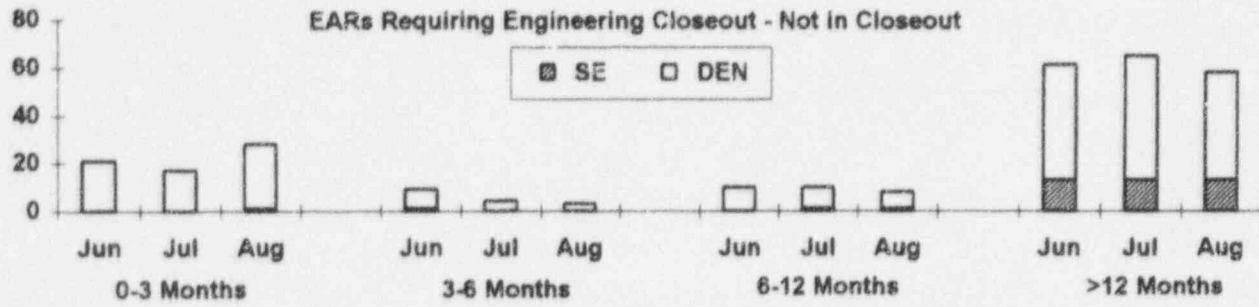 EARs Requiring Engineering Closeout - Not in Closeout
SE DEN
80
60
40
20
0
Jun Jul Aug Jun Jul Aug Jun Jul Aug Jun Jul Aug
0-3 Months 3-6 Months 6-12 Months >12 Months